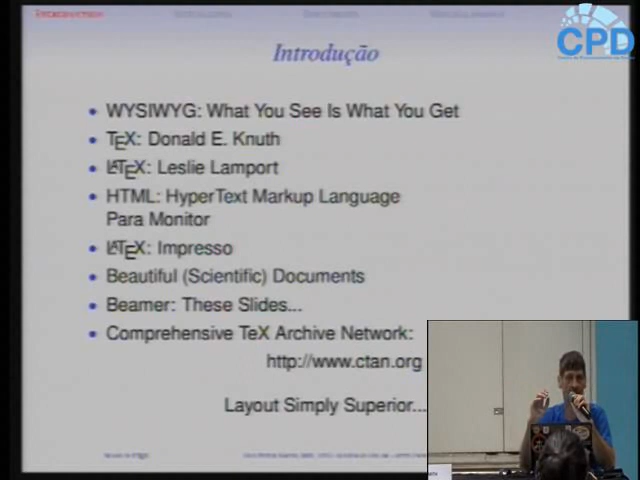 CPD
Introdução
• WYSIWYG: What You See Is What You Get
• TEX: Donald E. Knuth
• LATEX: Leslie Lamport
• HTML: HyperText Markup Language
Para Monitor
• LATEX: Impresso
• Beautiful (Scientific) Documents
• Beamer: These Slides...
• Comprehensive TeX Archive Network:
http://www.ctan.org
Layout Simply Superior...